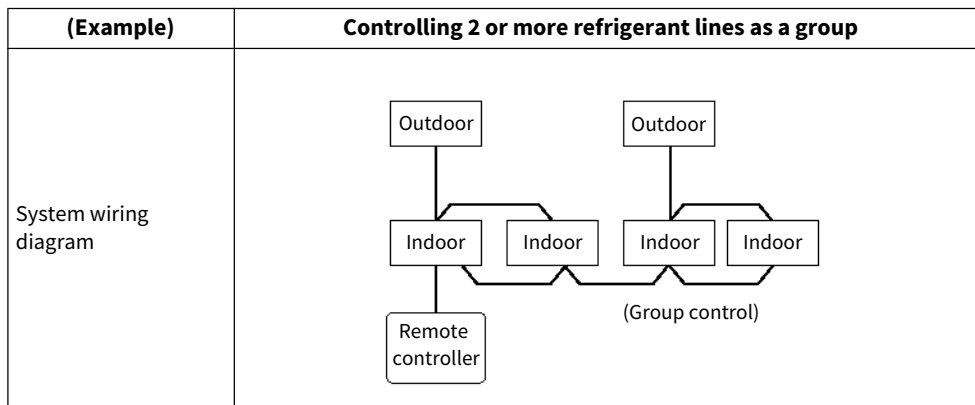 (Example)
Controlling 2 or more refrigerant lines as a group
System wiring
diagram
Outdoor
Outdoor
Indoor
Indoor
Indoor
Indoor
(Group control)
Remote
controller